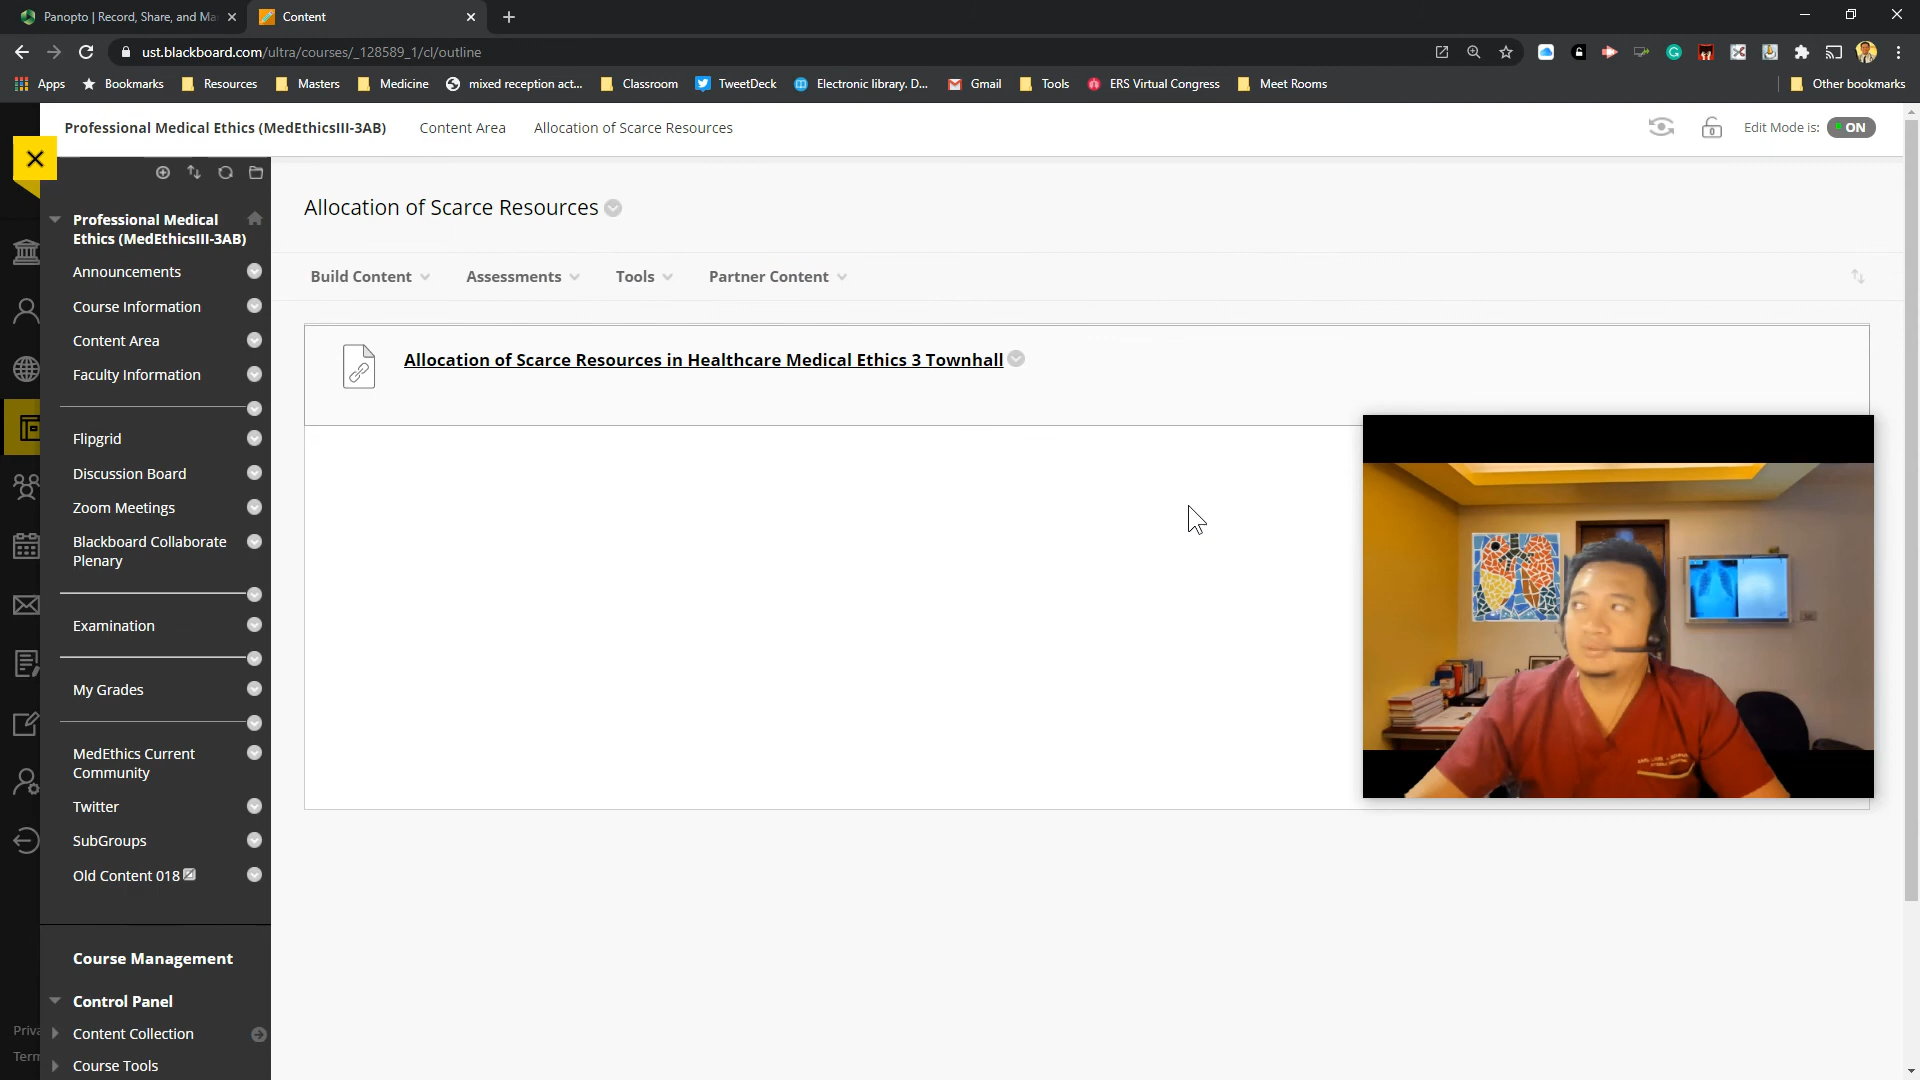 Panopto | Record, Share, and Ma
Content
ust.blackboard.com/ultra/courses/_128589_1/cl/outline
Apps
Bookmarks
Resources
Masters
Medicine
mixed reception act...
Classroom
TweetDeck
Electronic library. D...
Gmail
Tools
ERS Virtual Congress
Meet Rooms
Other bookmarks
Professional Medical Ethics (MedEthicsIII-3AB)
Content Area
Allocation of Scarce Resources
Edit Mode is:
ON
Professional Medical
Ethics (MedEthicsIII-3AB)
Announcements
Course Information
Content Area
Faculty Information
Flipgrid
Discussion Board
Zoom Meetings
Blackboard Collaborate
Plenary
Examination
My Grades
MedEthics Current
Community
Twitter
SubGroups
Old Content 018
Course Management
Control Panel
Content Collection
Course Tools
Priva
Term
Allocation of Scarce Resources
Build Content
Assessments
Tools
Partner Content
Allocation of Scarce Resources in Healthcare Medical Ethics 3 Townhall